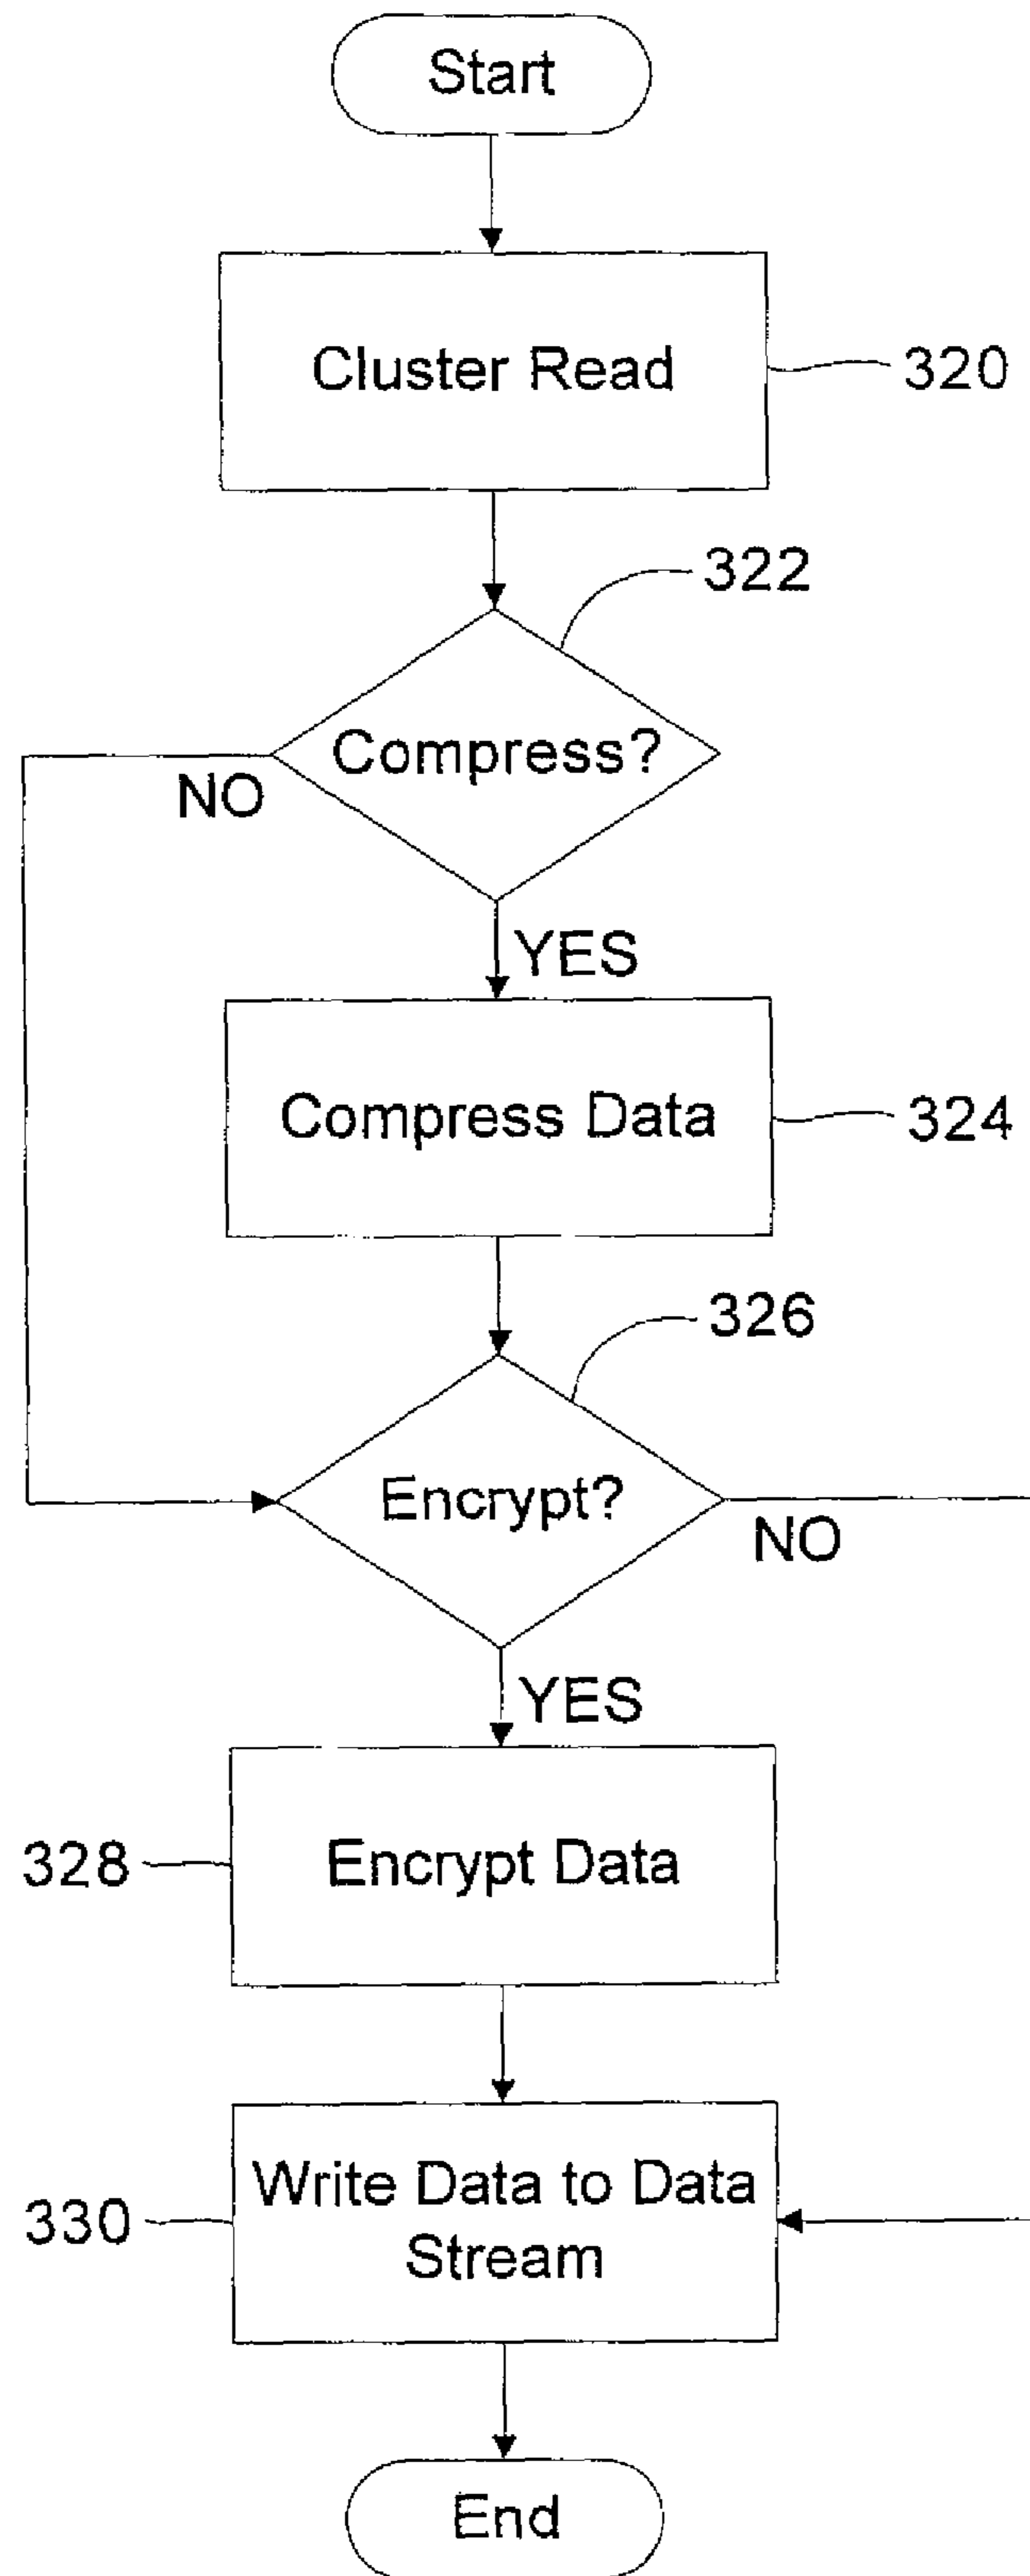 Start
Cluster Read
320
322
Compress?
NO
YES
Compress Data
324
326
Encrypt?
NO
YES
328
Encrypt Data
330
Write Data to Data
Stream
End